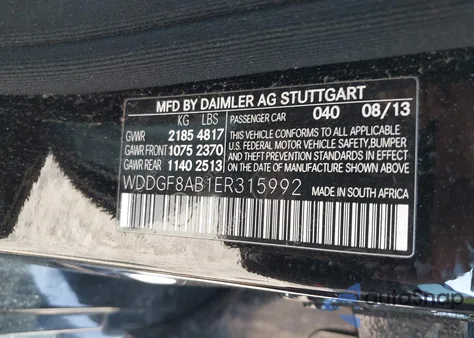 MFD BY DAIMLER AG STUTTGART
KG LBS PASSENGER CAR 040 08/13
GVWR 2185 4817 THIS VEHICLE CONFORMS TO ALL APPLICABLE
GAWR FRONT 1075 2370 U.S. FEDERAL MOTOR VEHICLE SAFETY, BUMPER
GAWR REAR 1140 2513 AND THEFT PREVENTION STANDARDS IN EFFECT
ON THE DATE OF MANUFACTURE SHOWN ABOVE.
WDDGF8AB1ER315992 MADE IN SOUTH AFRICA
autoSnap